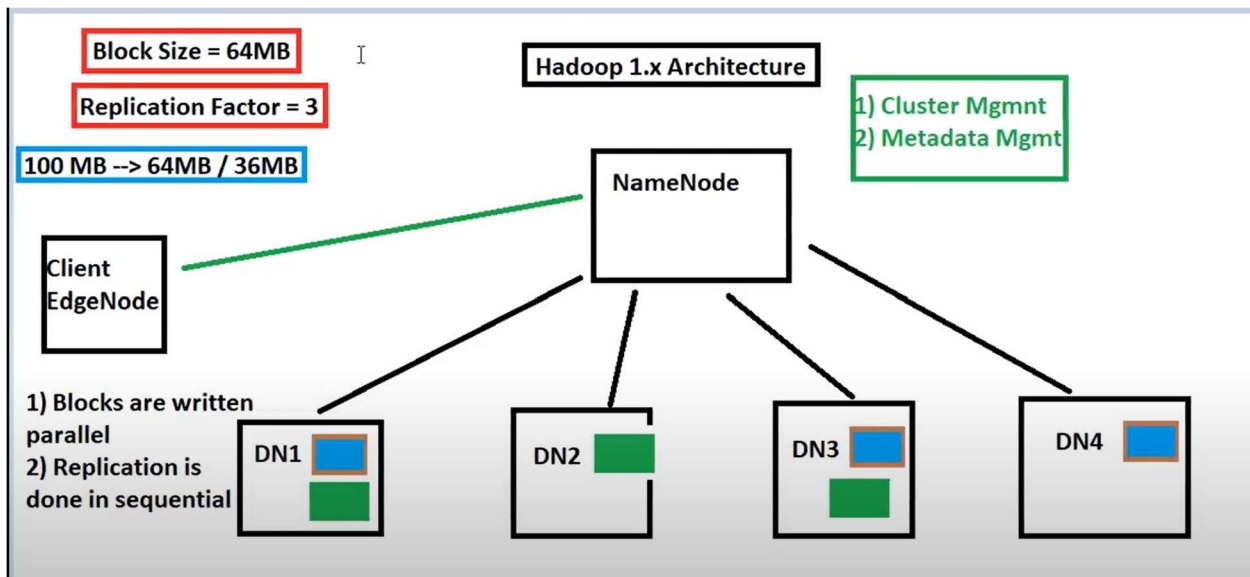 Block Size = 64MB
Hadoop 1.x Architecture
Replication Factor = 3
1) Cluster Mgmnt
2) Metadata Mgmt
100 MB --> 64MB / 36MB
NameNode
Client
EdgeNode
1) Blocks are written
parallel
2) Replication is
done in sequential
DN1
DN2
DN3
DN4